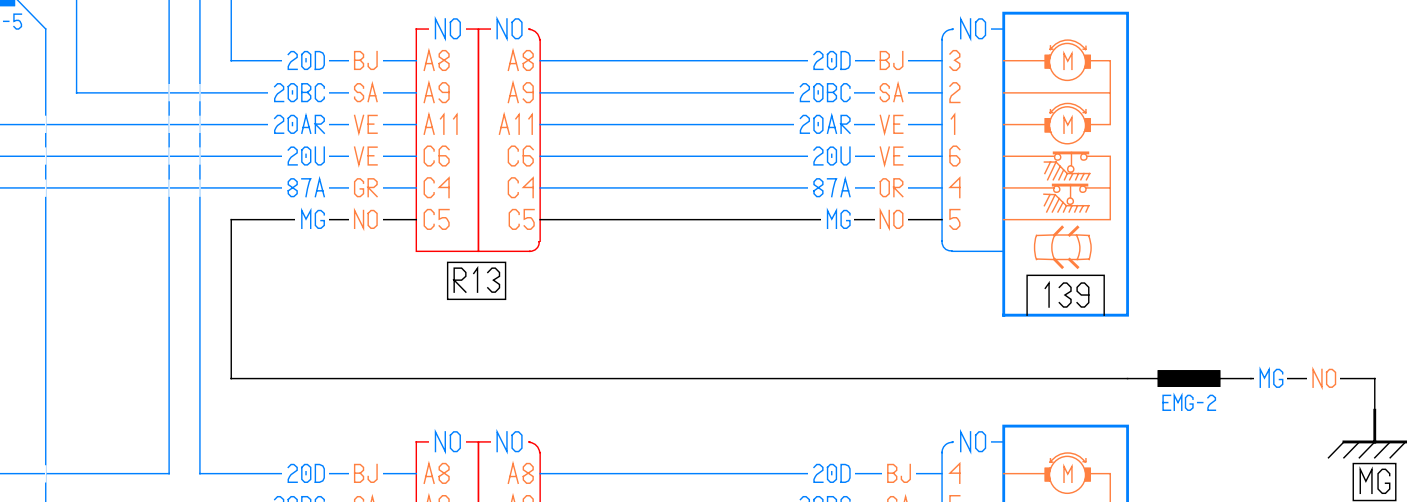 -5
NO NO NO
20D BJ A8 A8 20D BJ 3 M
20BC SA A9 A9 20BC SA 2
20AR VE A11 A11 20AR VE 1 M
20U VE C6 C6 20U VE 6
87A GR C4 C4 87A OR 4
MG NO C5 C5 MG NO 5
R13
139
MG NO
EMG-2
NO NO NO
MG
20D BJ A8 A8 20D BJ 4 M